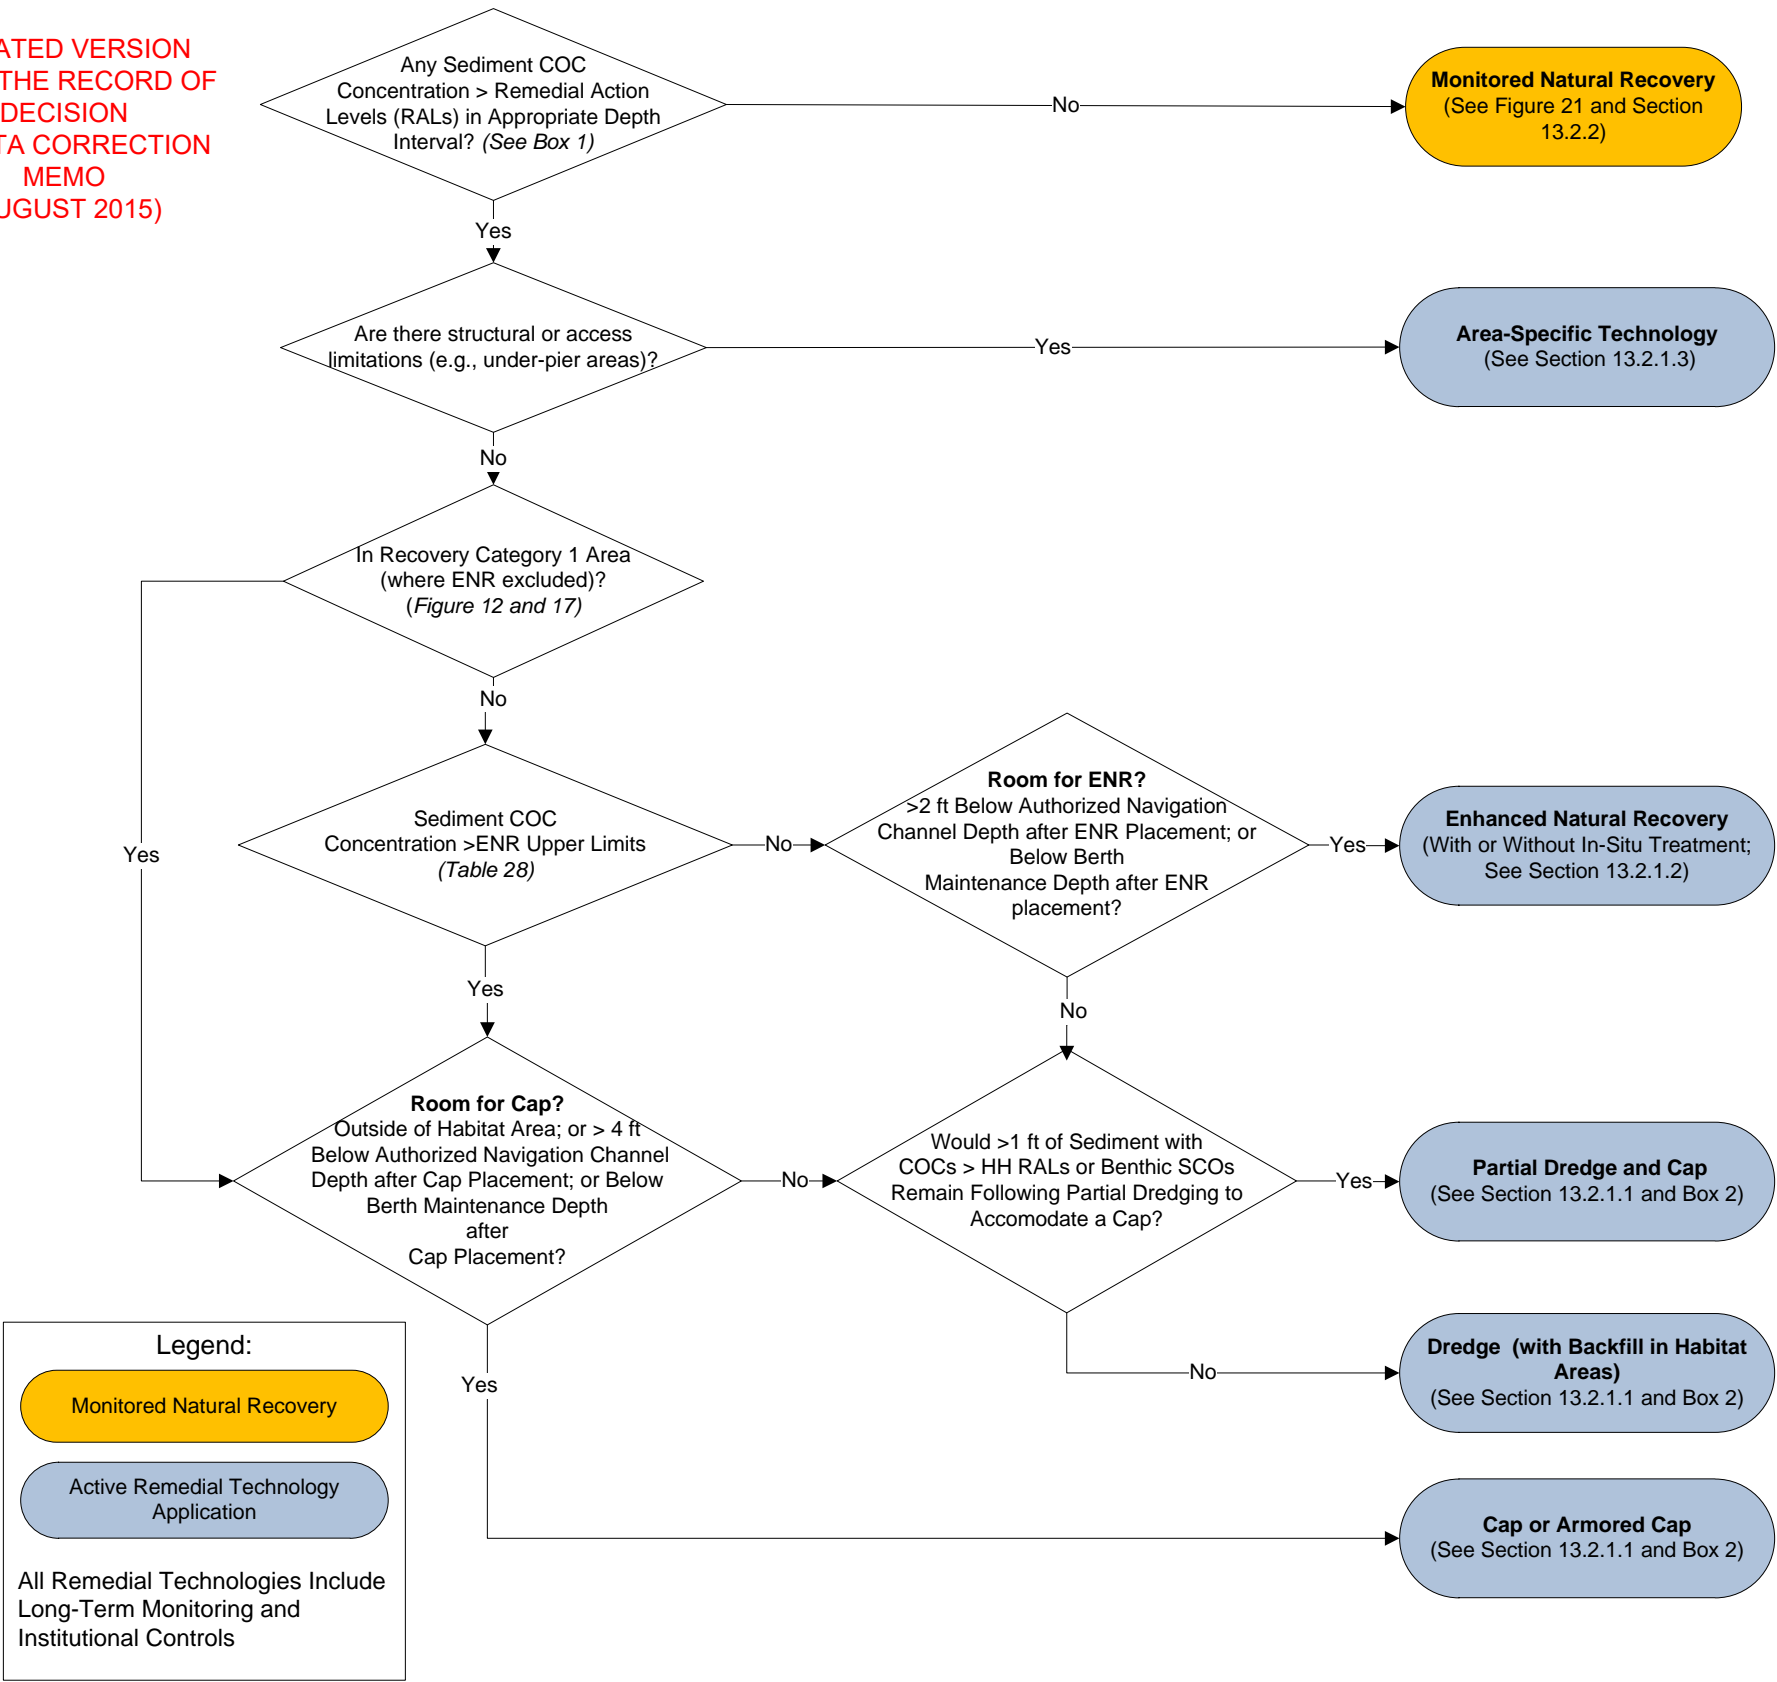 ATED VERSION
THE RECORD OF
DECISION
TA CORRECTION
MEMO
UGUST 2015)
Any Sediment COC
Concentration > Remedial Action
Levels (RALs) in Appropriate Depth
Interval? (See Box 1)
No
Monitored Natural Recovery
(See Figure 21 and Section
13.2.2)
Yes
Are there structural or access
limitations (e.g., under-pier areas)?
Yes
Area-Specific Technology
(See Section 13.2.1.3)
No
In Recovery Category 1 Area
(where ENR excluded)?
(Figure 12 and 17)
Yes
No
Sediment COC
Concentration >ENR Upper Limits
(Table 28)
No
Room for ENR?
>2 ft Below Authorized Navigation
Channel Depth after ENR Placement; or
Below Berth
Maintenance Depth after ENR
placement?
Yes
Enhanced Natural Recovery
(With or Without In-Situ Treatment;
See Section 13.2.1.2)
Yes
No
Room for Cap?
Outside of Habitat Area; or > 4 ft
Below Authorized Navigation Channel
Depth after Cap Placement; or Below
Berth Maintenance Depth
after
Cap Placement?
No
Would >1 ft of Sediment with
COCs > HH RALs or Benthic SCOs
Remain Following Partial Dredging to
Accomodate a Cap?
Yes
Partial Dredge and Cap
(See Section 13.2.1.1 and Box 2)
No
Dredge (with Backfill in Habitat
Areas)
(See Section 13.2.1.1 and Box 2)
Yes
Cap or Armored Cap
(See Section 13.2.1.1 and Box 2)
Legend:
Monitored Natural Recovery
Active Remedial Technology
Application
All Remedial Technologies Include
Long-Term Monitoring and
Institutional Controls